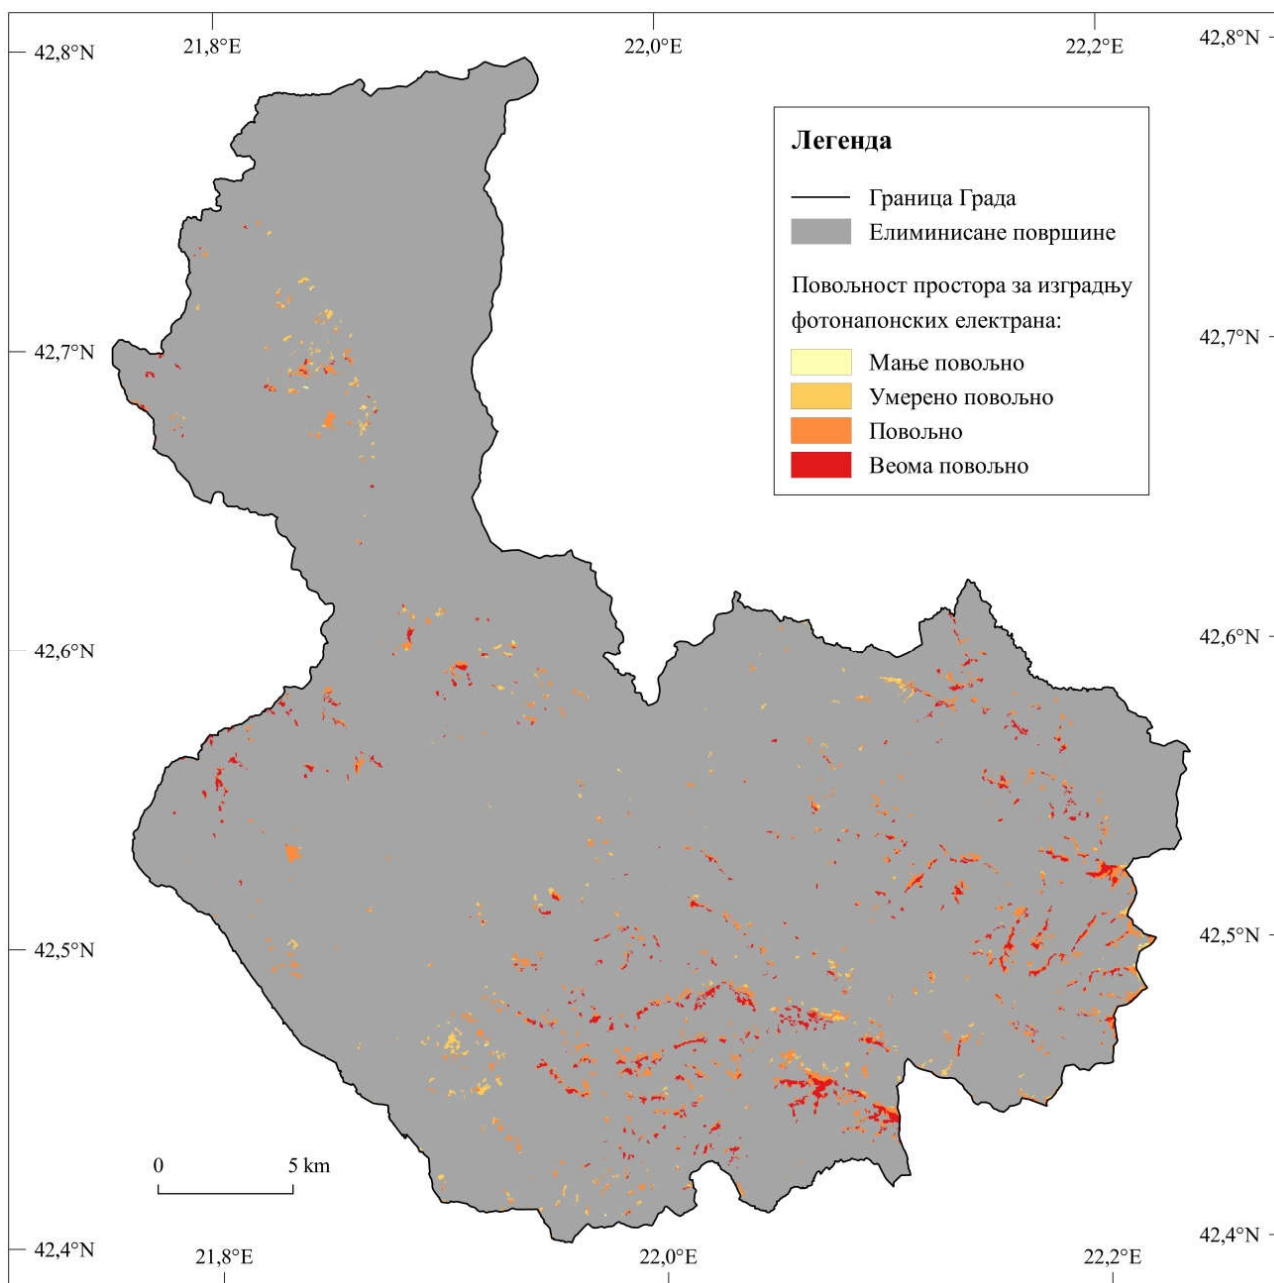 21,8°E 22,0°E 22,2°E
42,8°N 42,8°N
Легенда
Граница Града
Елиминисане површине
Повољност простора за изградњу
фотонапонских електрана:
Мање повољно
Умерено повољно
Повољно
Веома повољно
42,7°N 42,7°N
42,6°N 42,6°N
42,5°N 42,5°N
0 5 km
42,4°N 42,4°N
21,8°E 22,0°E 22,2°E